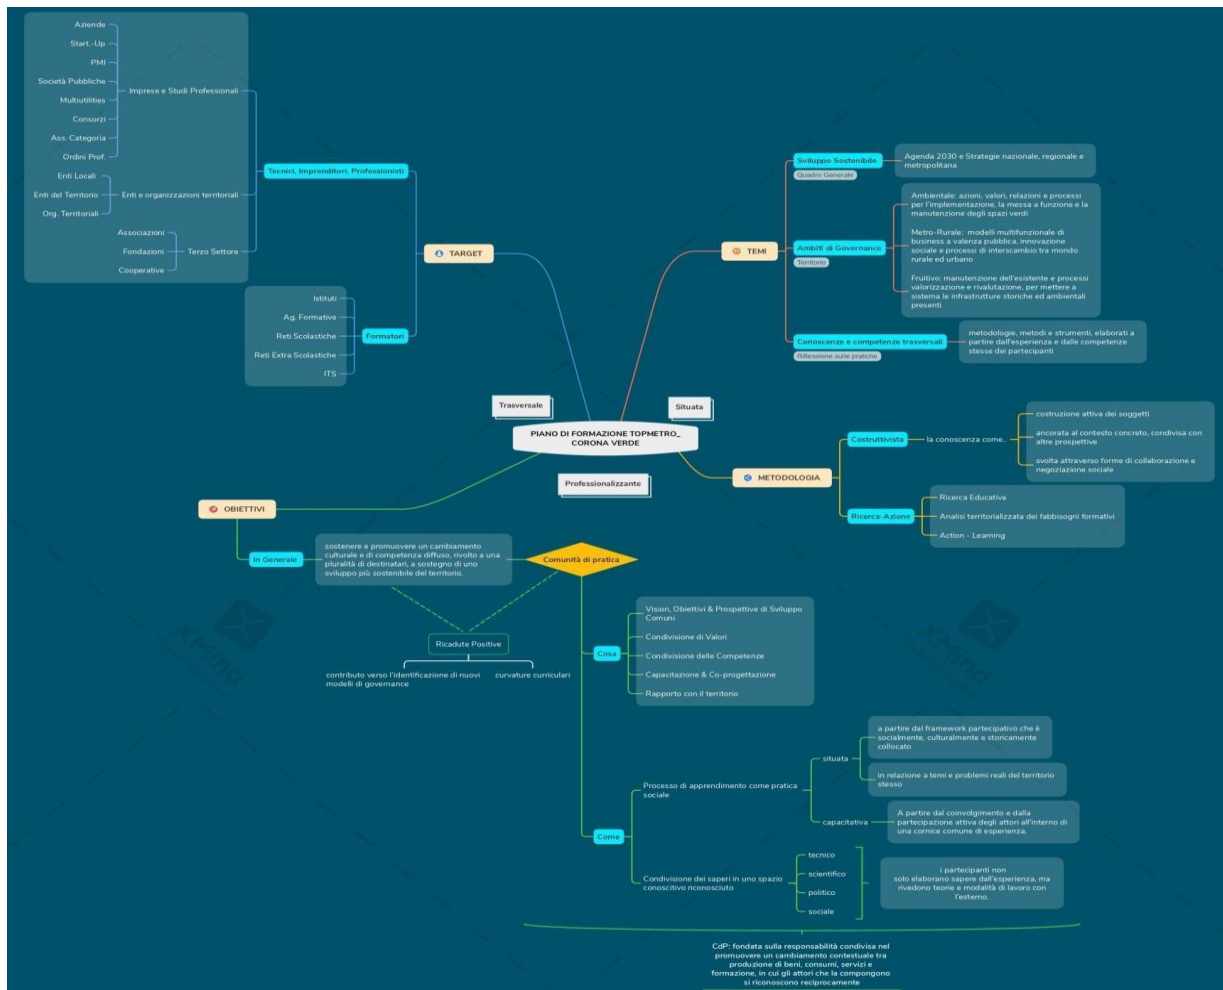 Aziende
Start.-Up
PMI
Società Pubbliche
Multiutilities
Consorzi
Ass. Categoria
Ordini Prof.
Imprese e Studi Professionali
Enti Locali
Enti del Territorio
Org. Territoriali
Enti e organizzazioni territoriali
Associazioni
Fondazioni
Cooperative
Terzo Settore
Tecnici, Imprenditori, Professionisti
Istituti
Ag. Formative
Reti Scolastiche
Reti Extra Scolastiche
ITS
Formatori
TARGET
TEMI
Sviluppo Sostenibile
Quadro Generale
Agenda 2030 e Strategie nazionale, regionale e
metropolitana
Ambiti di Governance
Territorio
Ambientale: azioni, valori, relazioni e processi
per l'implementazione, la messa a funzione e la
manutenzione degli spazi verdi
Metro-Rurale: modelli multifunzionale di
business a valenza pubblica, innovazione
sociale e processi di interscambio tra mondo
rurale ed urbano
Fruitivo: manutenzione dell'esistente e processi
valorizzazione e rivalutazione, per mettere a
sistema le infrastrutture storiche ed ambientali
presenti
Conoscenze e competenze trasversali
Riflessione sulle pratiche
metodologie, metodi e strumenti, elaborati a
partire dall'esperienza e dalle competenze
stesse dei partecipanti
Trasversale
Situata
PIANO DI FORMAZIONE TOPMETRO_
CORONA VERDE
Professionalizzante
METODOLOGIA
Costruttivista
la conoscenza come..
costruzione attiva dei soggetti
ancorata al contesto concreto, condivisa con
altre prospettive
svolta attraverso forme di collaborazione e
negoziazione sociale
Ricerca-Azione
Ricerca Educativa
Analisi territorializzata dei fabbisogni formativi
Action - Learning
OBIETTIVI
In Generale
sostenere e promuovere un cambiamento
culturale e di competenza diffuso, rivolto a una
pluralità di destinatari, a sostegno di uno
sviluppo più sostenibile del territorio.
Comunità di pratica
Ricadute Positive
contributo verso l'identificazione di nuovi
modelli di governance
curvature curriculari
Cosa
Vision, Obiettivi & Prospettive di Sviluppo
Comuni
Condivisione di Valori
Condivisione delle Competenze
Capacitazione & Co-progettazione
Rapporto con il territorio
Come
Processo di apprendimento come pratica
sociale
situata
a partire dal framework partecipativo che è
socialmente, culturalmente e storicamente
collocato
in relazione a temi e problemi reali del territorio
stesso
capacitativa
A partire dal coinvolgimento e dalla
partecipazione attiva degli attori all'interno di
una cornice comune di esperienza.
Condivisione dei saperi in uno spazio
conoscitivo riconosciuto
tecnico
scientifico
politico
sociale
i partecipanti non
solo elaborano sapere dall'esperienza, ma
rivedono teorie e modalità di lavoro con
l'esterno.
CdP: fondata sulla responsabilità condivisa nel
promuovere un cambiamento contestuale tra
produzione di beni, consumi, servizi e
formazione, in cui gli attori che la compongono
si riconoscono reciprocamente
XMind
XMind